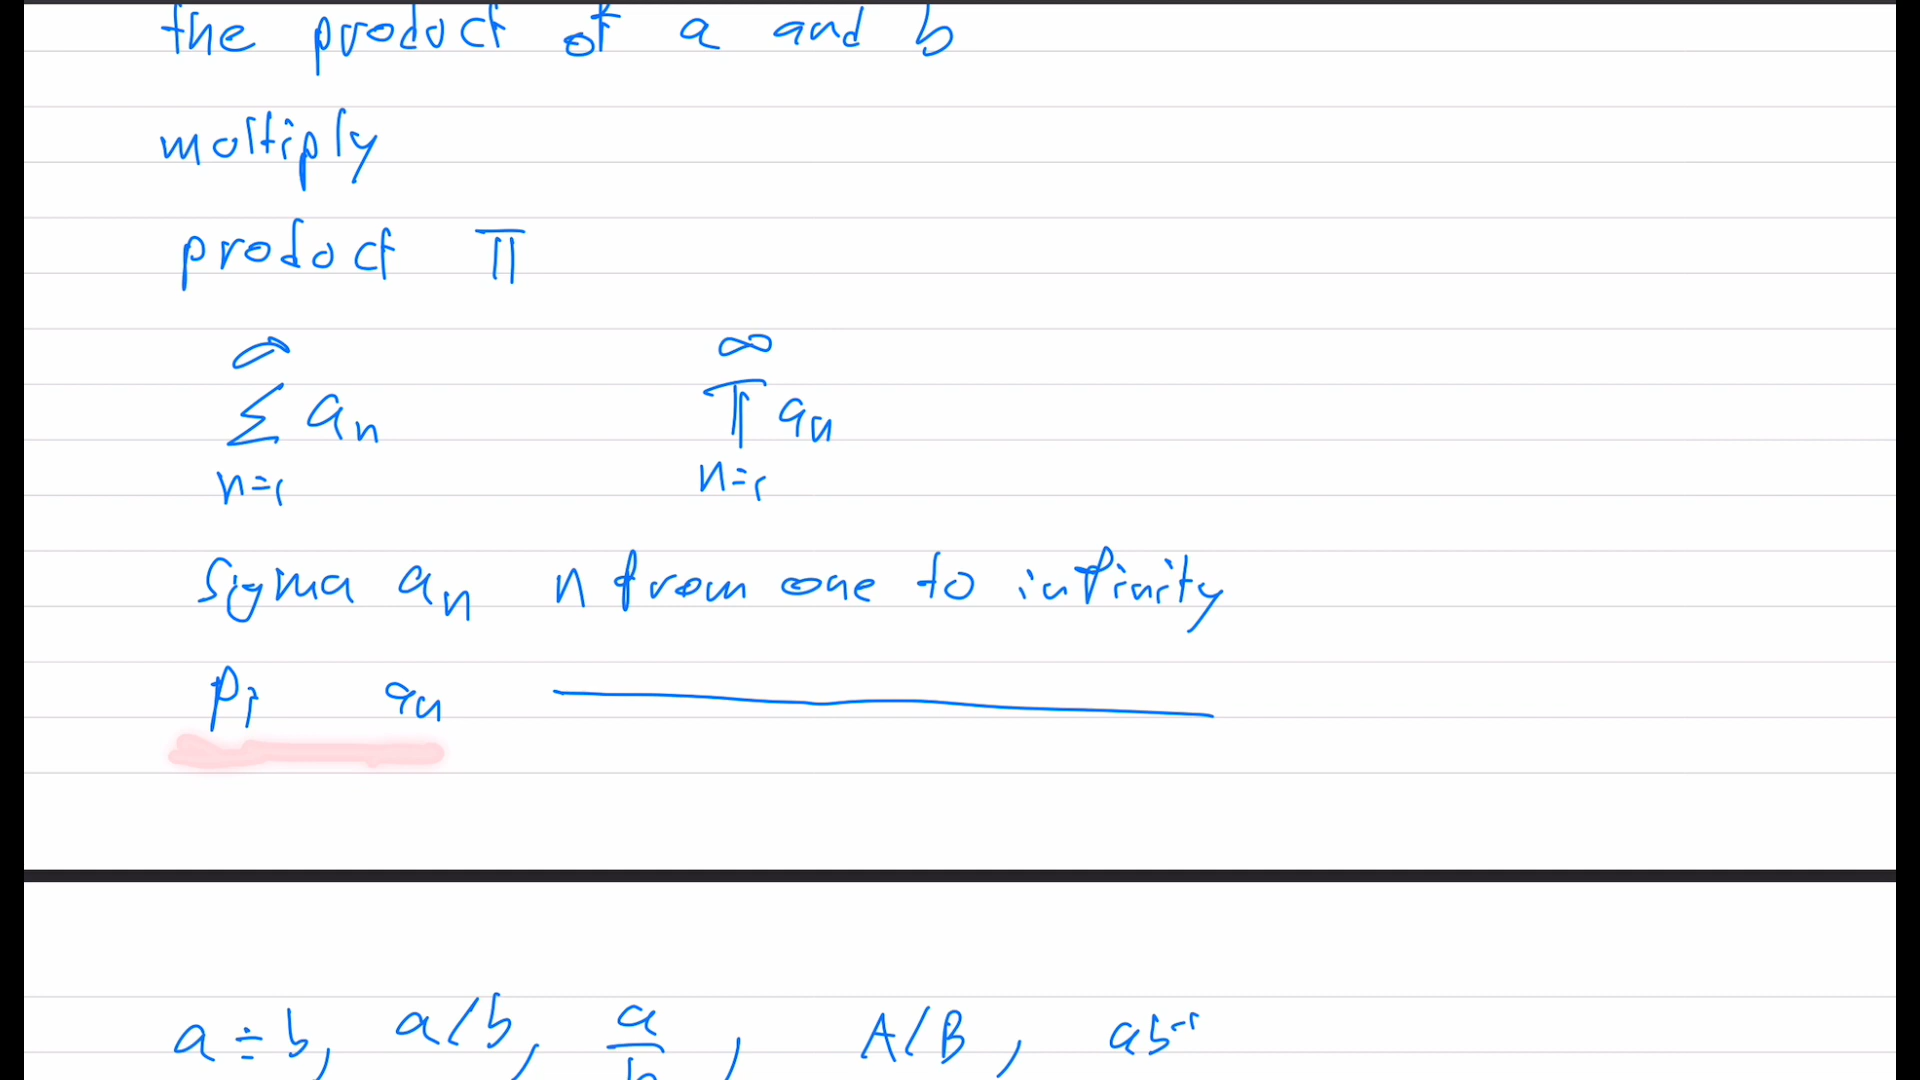 the product of a and b
moltiply
product Π
∞ ∞
Σ an Π an
n=1 n=1
Sigma an n from one to infinity
Pi an
a ÷ b, a/b, a/b, A/B, ab⁻¹